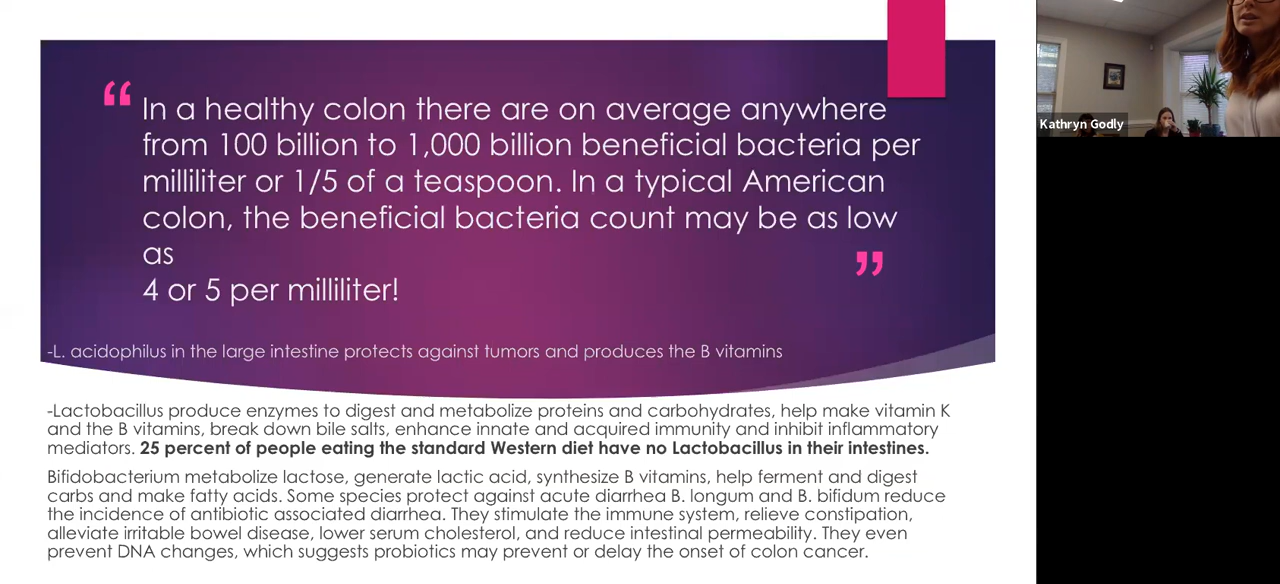 “ In a healthy colon there are on average anywhere
from 100 billion to 1,000 billion beneficial bacteria per
milliliter or 1/5 of a teaspoon. In a typical American
colon, the beneficial bacteria count may be as low
as
4 or 5 per milliliter! ”
-L. acidophilus in the large intestine protects against tumors and produces the B vitamins
-Lactobacillus produce enzymes to digest and metabolize proteins and carbohydrates, help make vitamin K
and the B vitamins, break down bile salts, enhance innate and acquired immunity and inhibit inflammatory
mediators. 25 percent of people eating the standard Western diet have no Lactobacillus in their intestines.
Bifidobacterium metabolize lactose, generate lactic acid, synthesize B vitamins, help ferment and digest
carbs and make fatty acids. Some species protect against acute diarrhea B. longum and B. bifidum reduce
the incidence of antibiotic associated diarrhea. They stimulate the immune system, relieve constipation,
alleviate irritable bowel disease, lower serum cholesterol, and reduce intestinal permeability. They even
prevent DNA changes, which suggests probiotics may prevent or delay the onset of colon cancer.
Kathryn Godly